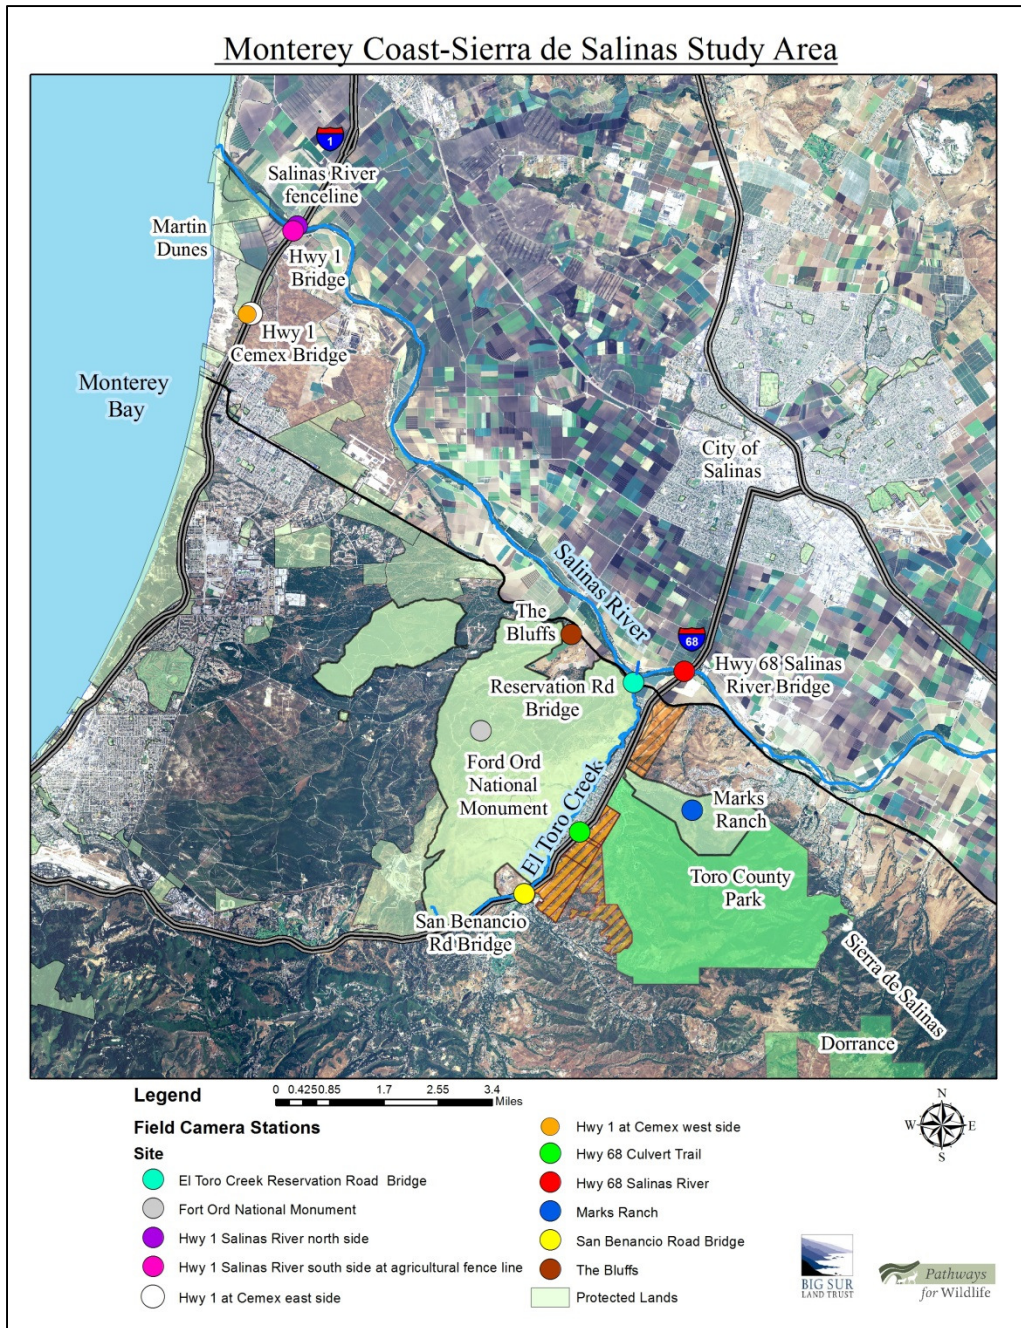 Monterey Coast-Sierra de Salinas Study Area
1
Salinas River
fenceline
Martin
Dunes
Hwy 1
Bridge
Hwy 1
Cemex Bridge
Monterey
Bay
City of
Salinas
Salinas River
The
Bluffs
68
Hwy 68 Salinas
River Bridge
Reservation Rd
Bridge
Ford Ord
National
Monument
El Toro Creek
Marks
Ranch
Toro County
Park
San Benancio
Rd Bridge
Sierra de Salinas
Dorrance
Legend
0 0.4250.85 1.7 2.55 3.4
Miles
Field Camera Stations
Site
El Toro Creek Reservation Road Bridge
Fort Ord National Monument
Hwy 1 Salinas River north side
Hwy 1 Salinas River south side at agricultural fence line
Hwy 1 at Cemex east side
Hwy 1 at Cemex west side
Hwy 68 Culvert Trail
Hwy 68 Salinas River
Marks Ranch
San Benancio Road Bridge
The Bluffs
Protected Lands
N
W E
S
BIG SUR
LAND TRUST
Pathways
for Wildlife